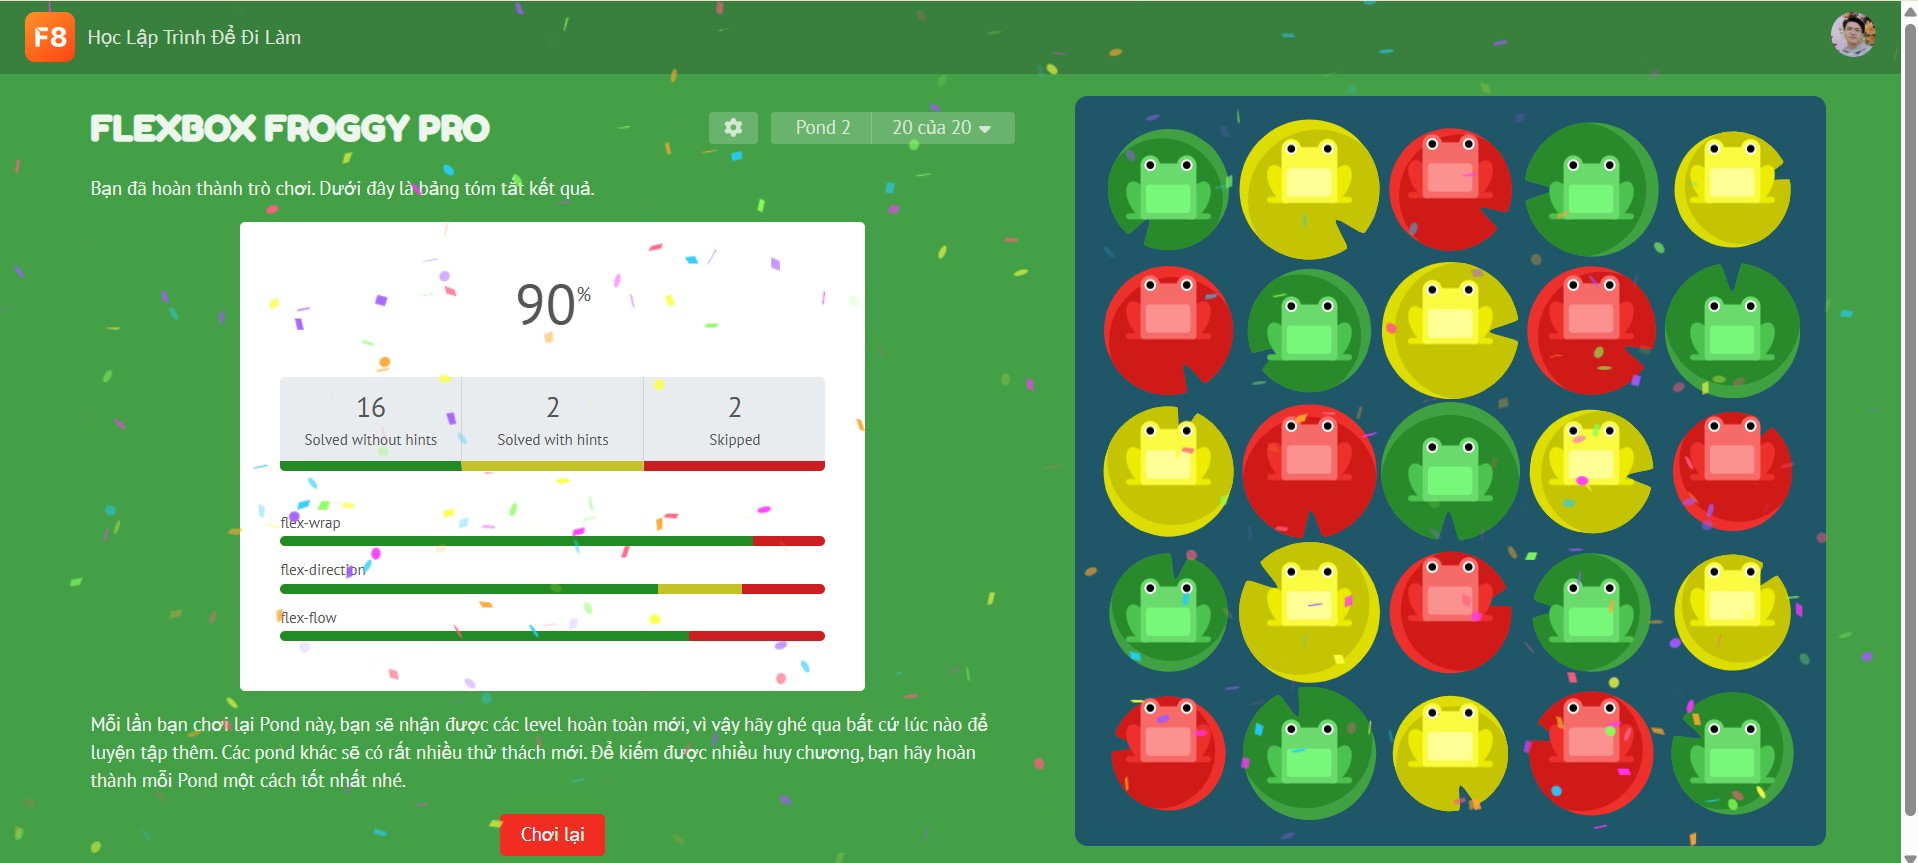 F8 Học Lập Trình Để Đi Làm
FLEXBOX FROGGY PRO
Pond 2
20 của 20
Bạn đã hoàn thành trò chơi. Dưới đây là bảng tóm tắt kết quả.
90%
16
Solved without hints
2
Solved with hints
2
Skipped
flex-wrap
flex-direction
flex-flow
Mỗi lần bạn chơi lại Pond này, bạn sẽ nhận được các level hoàn toàn mới, vì vậy hãy ghé qua bất cứ lúc nào để
luyện tập thêm. Các pond khác sẽ có rất nhiều thử thách mới. Để kiếm được nhiều huy chương, bạn hãy hoàn
thành mỗi Pond một cách tốt nhất nhé.
Chơi lại